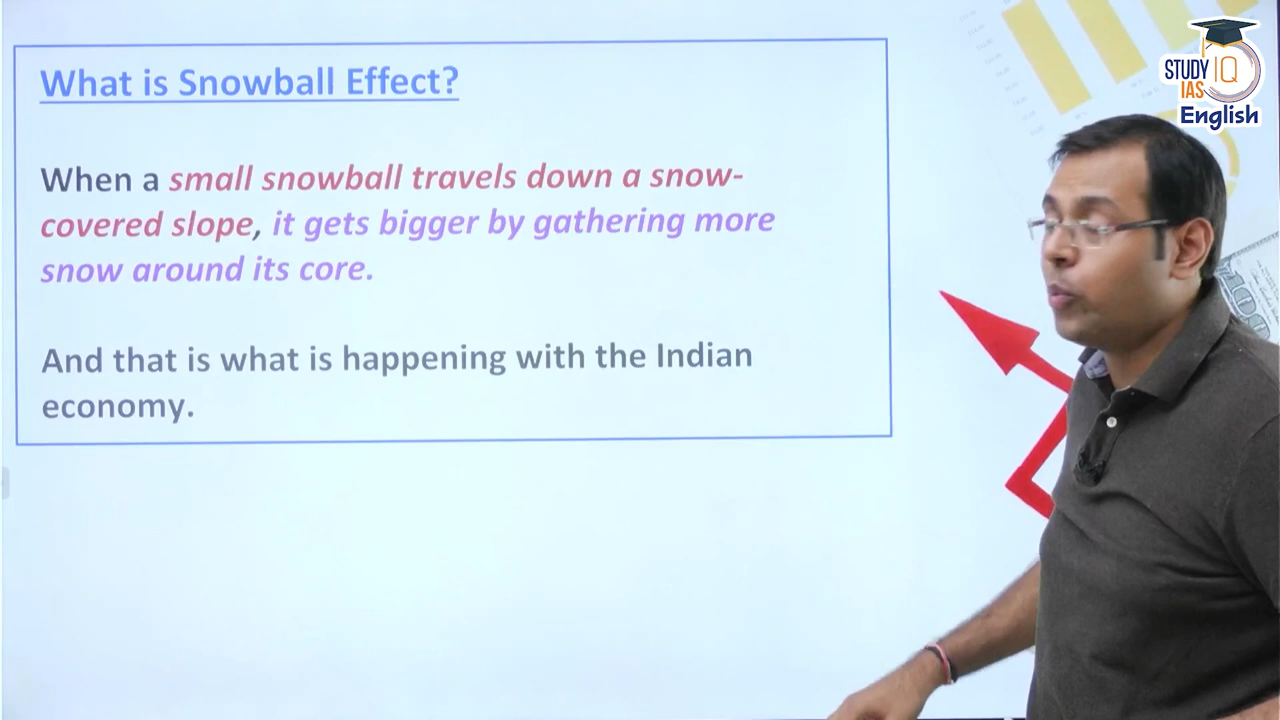 What is Snowball Effect?
When a small snowball travels down a snow-
covered slope, it gets bigger by gathering more
snow around its core.
And that is what is happening with the Indian
economy.
STUDY IQ
IAS
English
100